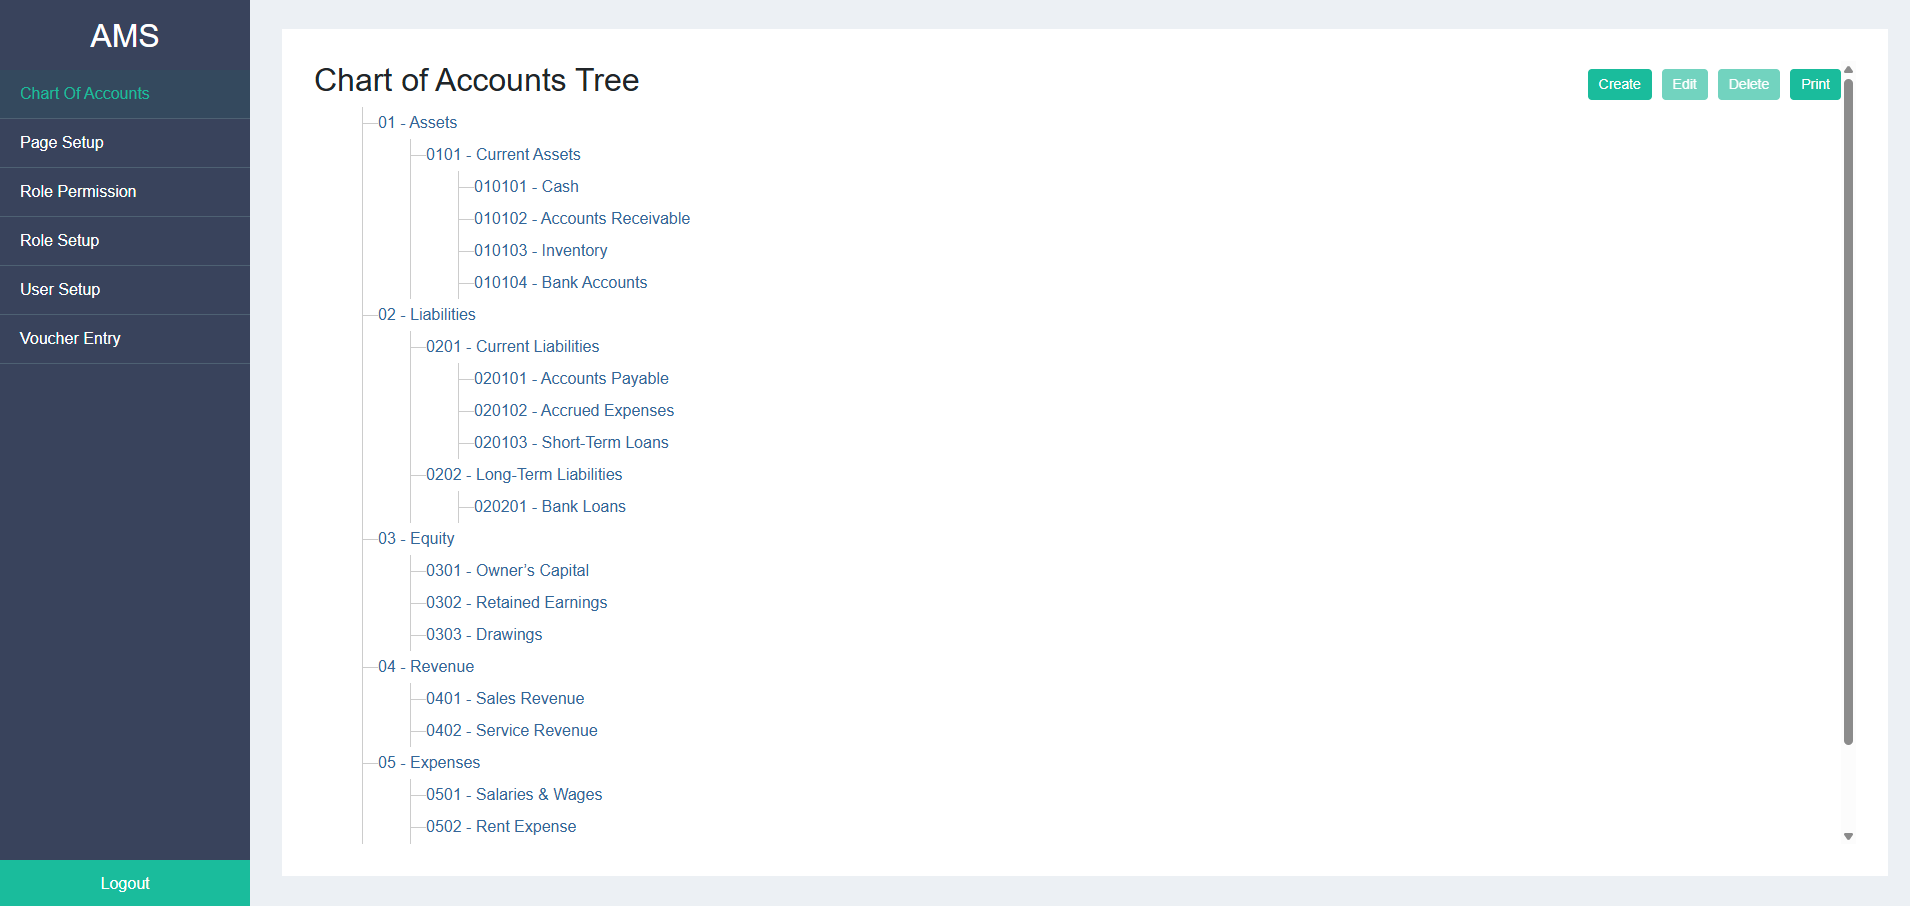 AMS
Chart Of Accounts
Page Setup
Role Permission
Role Setup
User Setup
Voucher Entry
Logout
Chart of Accounts Tree
Create Edit Delete Print
01 - Assets
0101 - Current Assets
010101 - Cash
010102 - Accounts Receivable
010103 - Inventory
010104 - Bank Accounts
02 - Liabilities
0201 - Current Liabilities
020101 - Accounts Payable
020102 - Accrued Expenses
020103 - Short-Term Loans
0202 - Long-Term Liabilities
020201 - Bank Loans
03 - Equity
0301 - Owner’s Capital
0302 - Retained Earnings
0303 - Drawings
04 - Revenue
0401 - Sales Revenue
0402 - Service Revenue
05 - Expenses
0501 - Salaries & Wages
0502 - Rent Expense